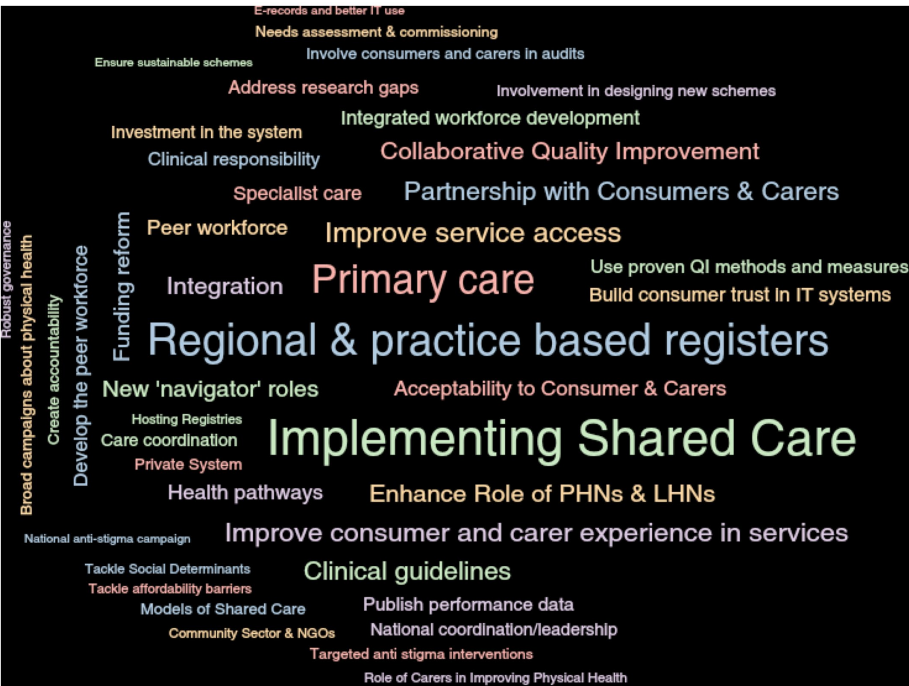 E-records and better IT use
Needs assessment & commissioning
Involve consumers and carers in audits
Ensure sustainable schemes
Address research gaps
Involvement in designing new schemes
Integrated workforce development
Investment in the system
Collaborative Quality Improvement
Clinical responsibility
Specialist care
Partnership with Consumers & Carers
Peer workforce
Improve service access
Use proven QI methods and measures
Integration
Primary care
Build consumer trust in IT systems
Robust governance
Broad campaigns about physical health
Create accountability
Develop the peer workforce
Funding reform
Regional & practice based registers
New 'navigator' roles
Acceptability to Consumer & Carers
Hosting Registries
Care coordination
Implementing Shared Care
Private System
Health pathways
Enhance Role of PHNs & LHNs
National anti-stigma campaign
Improve consumer and carer experience in services
Tackle Social Determinants
Clinical guidelines
Tackle affordability barriers
Models of Shared Care
Publish performance data
Community Sector & NGOs
National coordination/leadership
Targeted anti stigma interventions
Role of Carers in Improving Physical Health